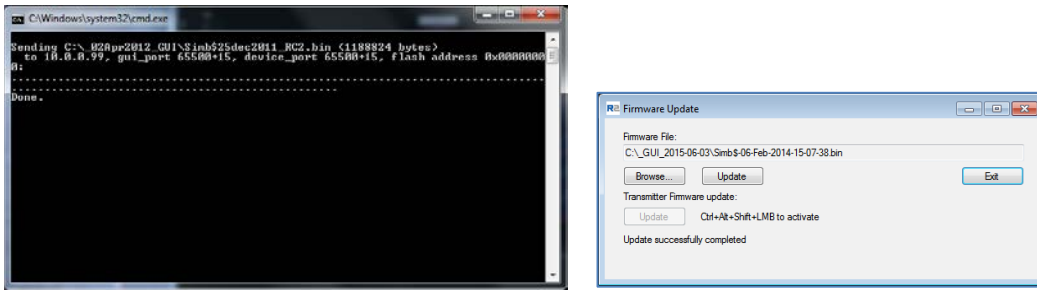 C:\Windows\system32\cmd.exe
Sending C:\_02Apr2012_GUI\Simb$25dec2011_RC2.bin (1188824 bytes)
to 10.0.0.99, gui_port 65500+15, device_port 65500+15, flash address 0x0000000
0:
................................................................................
................................................
Done.
R2 Firmware Update
Firmware File:
C:\_GUI_2015-06-03\Simb$-06-Feb-2014-15-07-38.bin
Browse... Update Exit
Transmitter Firmware update:
Update Ctrl+Alt+Shift+LMB to activate
Update successfully completed